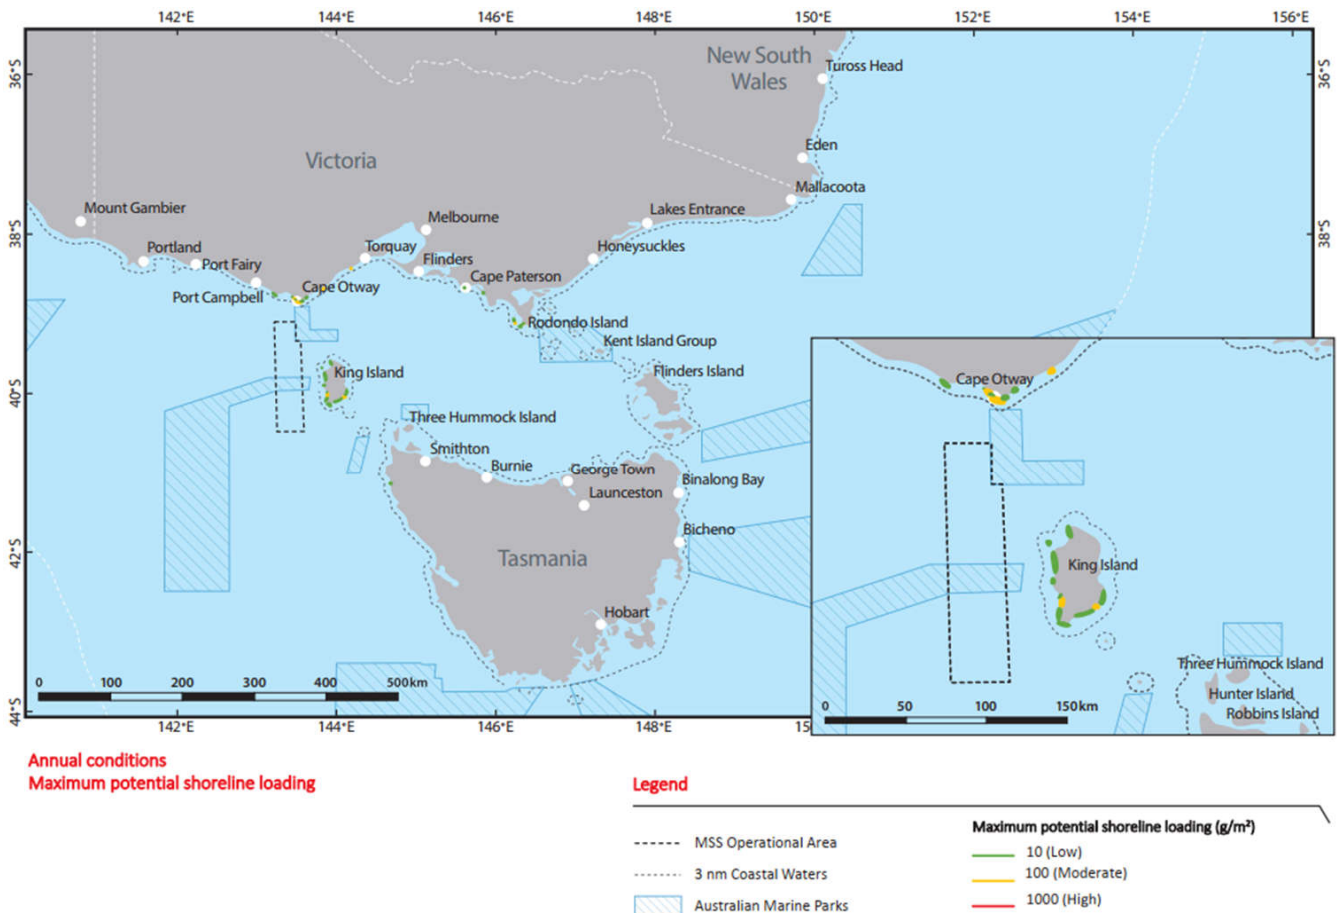 142°E 144°E 146°E 148°E 150°E 152°E 154°E 156°E
36°S 36°S
New South
Wales
Tuross Head
Victoria
Eden
Mallacoota
Mount Gambier
Melbourne
Lakes Entrance
38°S 38°S
Portland
Torquay
Honeysuckles
Port Fairy
Flinders
Cape Paterson
Port Campbell
Cape Otway
Rodondo Island
Kent Island Group
King Island
Flinders Island
40°S
Three Hummock Island
Smithton
Burnie
George Town
Binalong Bay
Launceston
Bicheno
42°S
Tasmania
Hobart
0 100 200 300 400 500km
44°S
142°E 144°E 146°E 148°E 15
Cape Otway
King Island
Three Hummock Island
Hunter Island
Robbins Island
0 50 100 150km
Annual conditions
Maximum potential shoreline loading
Legend
MSS Operational Area
3 nm Coastal Waters
Australian Marine Parks
Maximum potential shoreline loading (g/m²)
10 (Low)
100 (Moderate)
1000 (High)